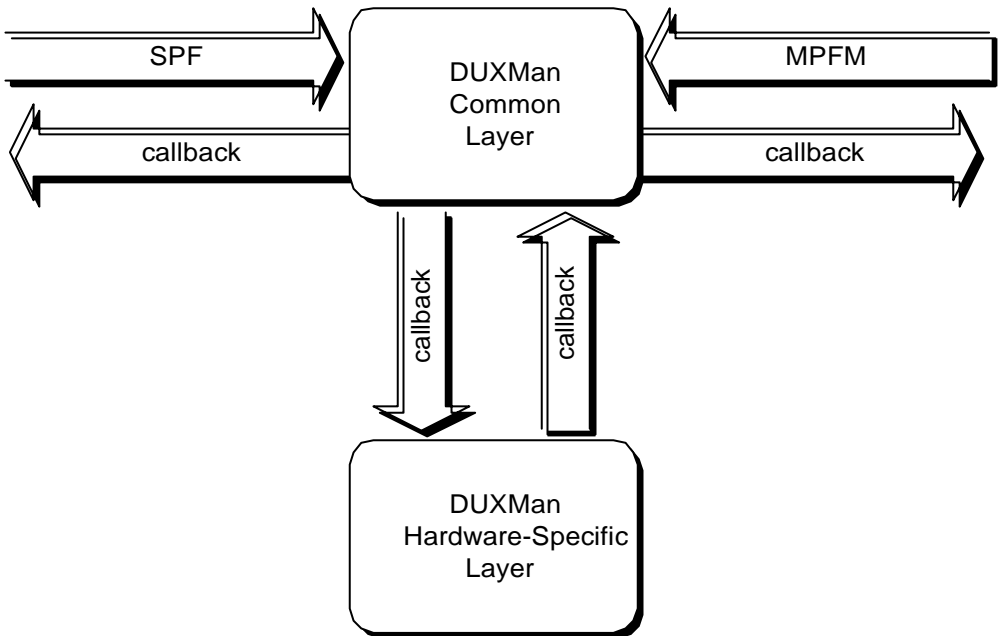 SPF
DUXMan
Common
Layer
MPFM
callback
callback
callback
callback
DUXMan
Hardware-Specific
Layer